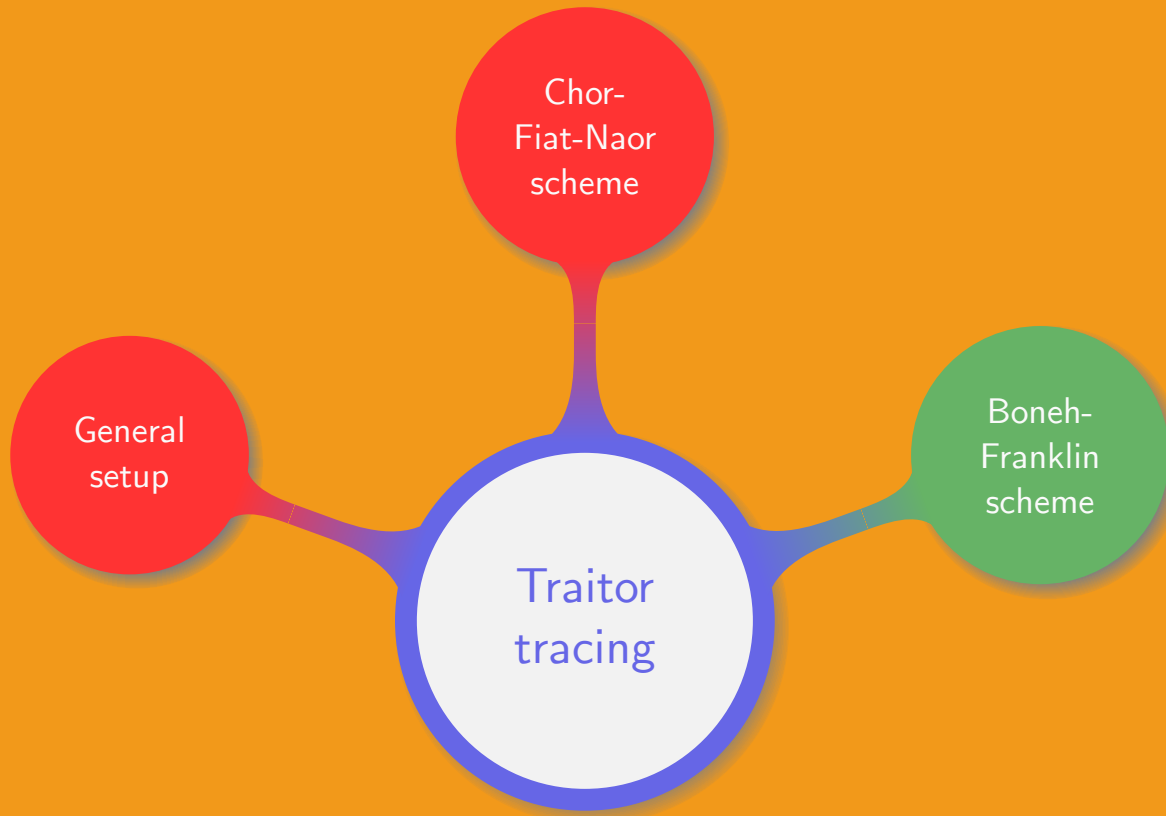 Chor-
Fiat-Naor
scheme
General
setup
Boneh-
Franklin
scheme
Traitor
tracing